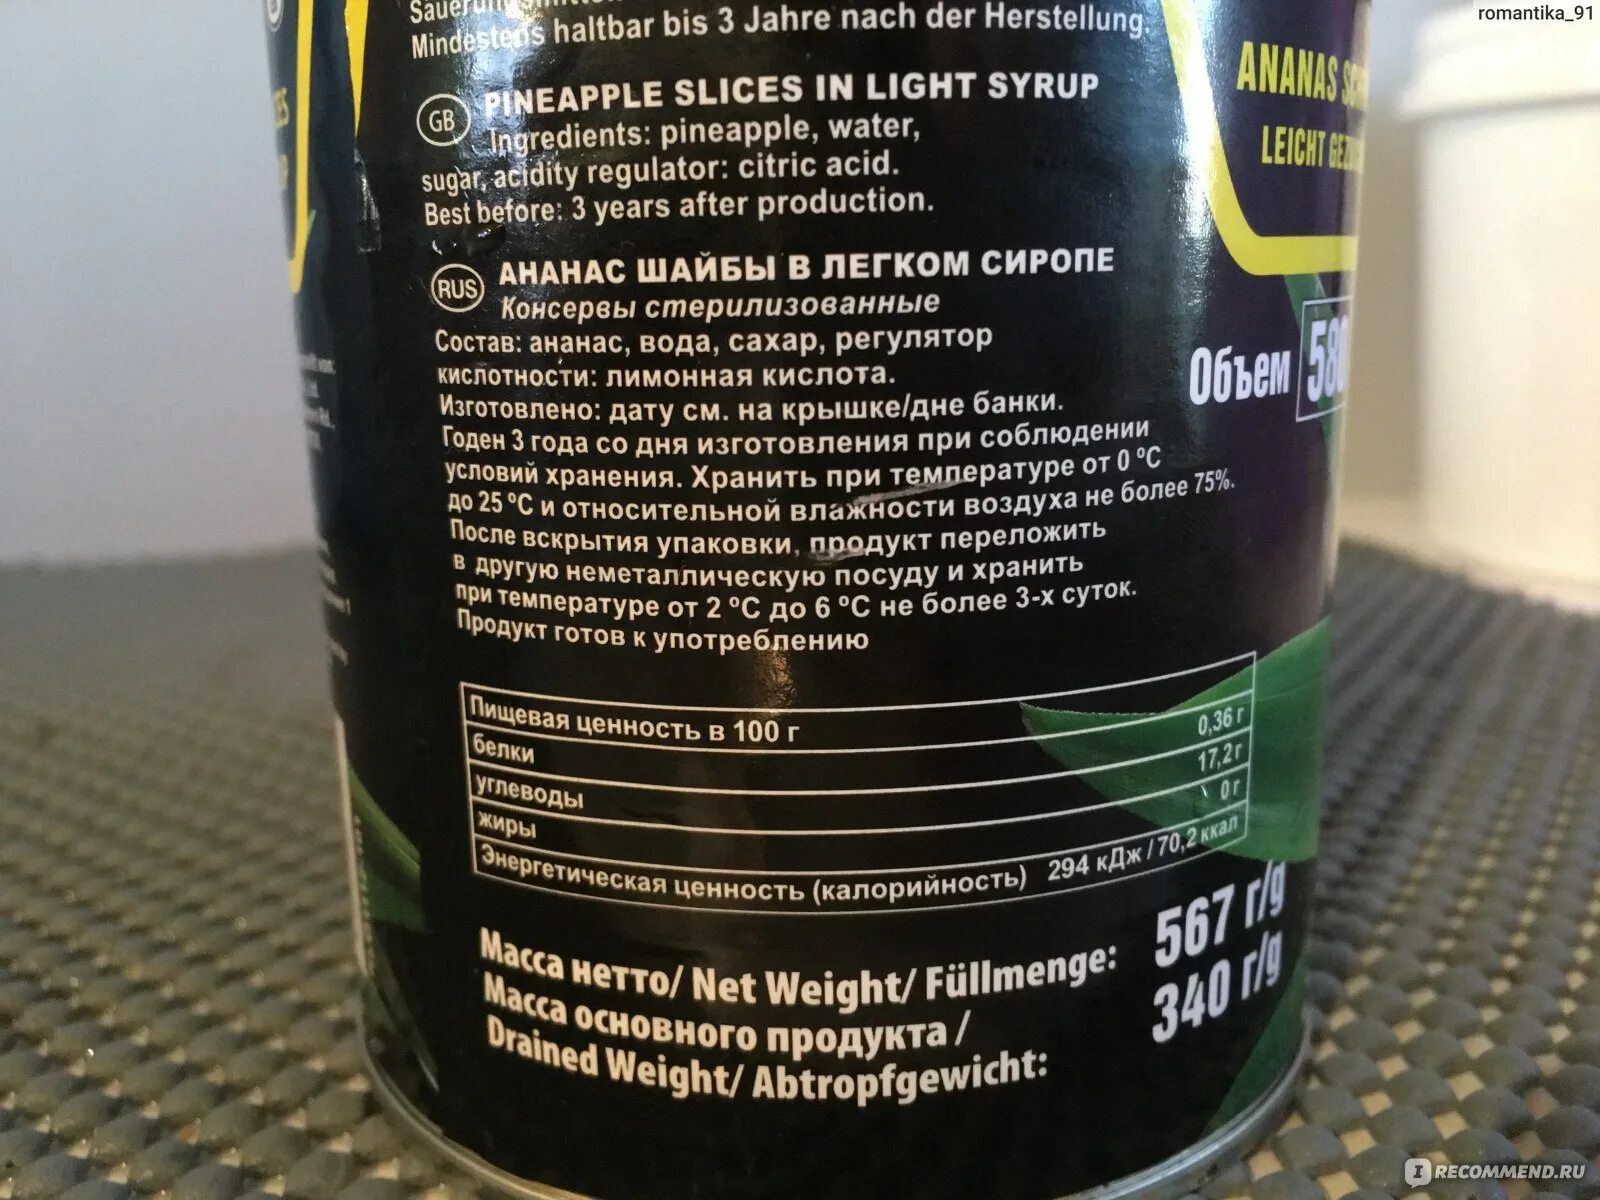 romantika_91
Mindestens haltbar bis 3 Jahre nach der Herstellung.
GB
PINEAPPLE SLICES IN LIGHT SYRUP
Ingredients: pineapple, water,
sugar, acidity regulator: citric acid.
Best before: 3 years after production.
RUS
АНАНАС ШАЙБЫ В ЛЕГКОМ СИРОПЕ
Консервы стерилизованные
Состав: ананас, вода, сахар, регулятор
кислотности: лимонная кислота.
Изготовлено: дату см. на крышке/дне банки.
Годен 3 года со дня изготовления при соблюдении
условий хранения. Хранить при температуре от 0 °C
до 25 °C и относительной влажности воздуха не более 75%.
После вскрытия упаковки, продукт переложить
в другую неметаллическую посуду и хранить
при температуре от 2 °C до 6 °C не более 3-х суток.
Продукт готов к употреблению
Пищевая ценность в 100 г
белки 0,36 г
углеводы 17,2 г
жиры 0 г
Энергетическая ценность (калорийность) 294 кДж / 70,2 ккал
Масса нетто/ Net Weight/ Füllmenge: 567 г/g
Масса основного продукта /
Drained Weight/ Abtropfgewicht: 340 г/g
ANANAS
LEICHT
Объем
IRECOMMEND.RU